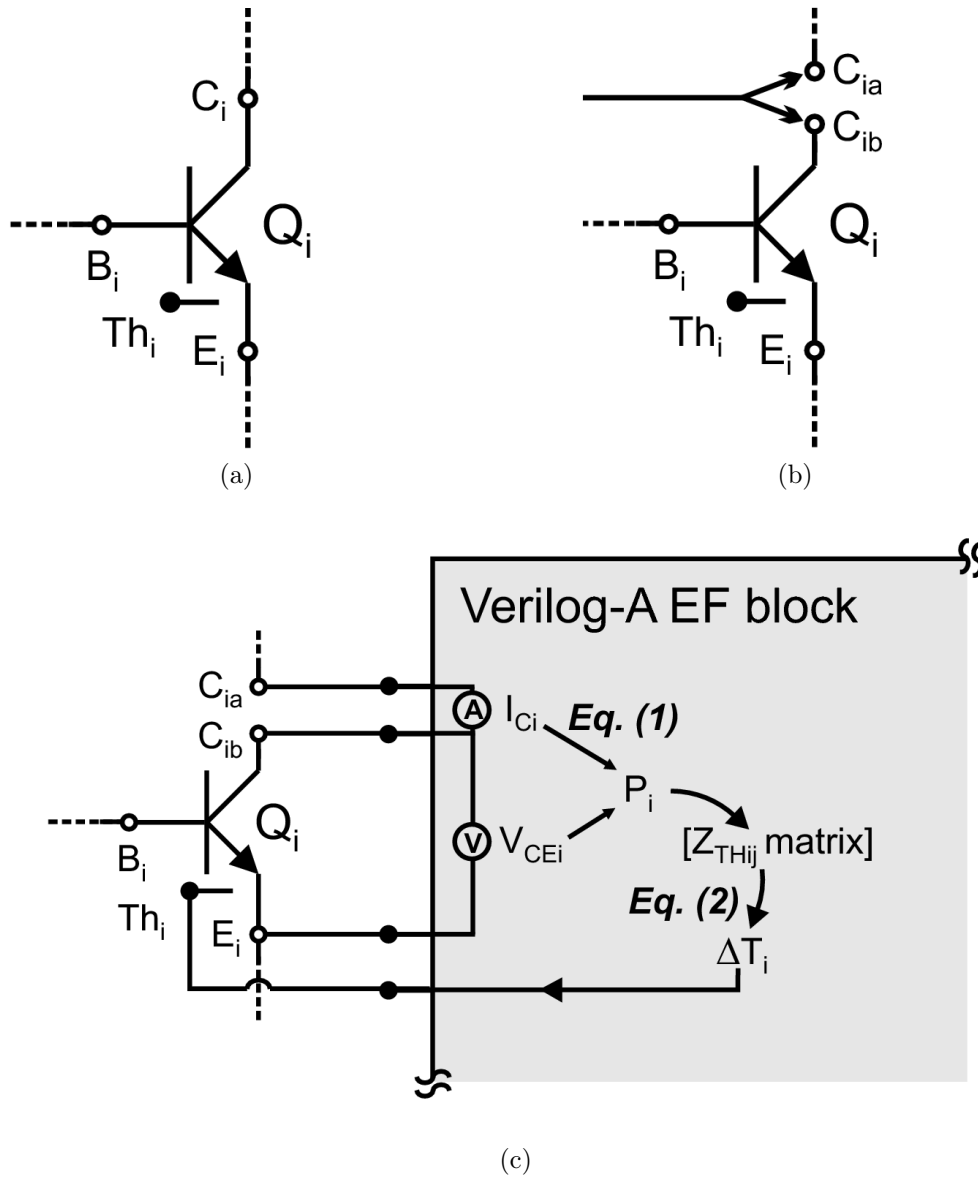 C_i
Q_i
B_i
Th_i
E_i
(a)
C_ia
C_ib
Q_i
B_i
Th_i
E_i
(b)
Verilog-A EF block
C_ia
C_ib
Q_i
B_i
Th_i
E_i
A
I_Ci
Eq. (1)
P_i
V
V_CEi
[Z_THij matrix]
Eq. (2)
ΔT_i
(c)